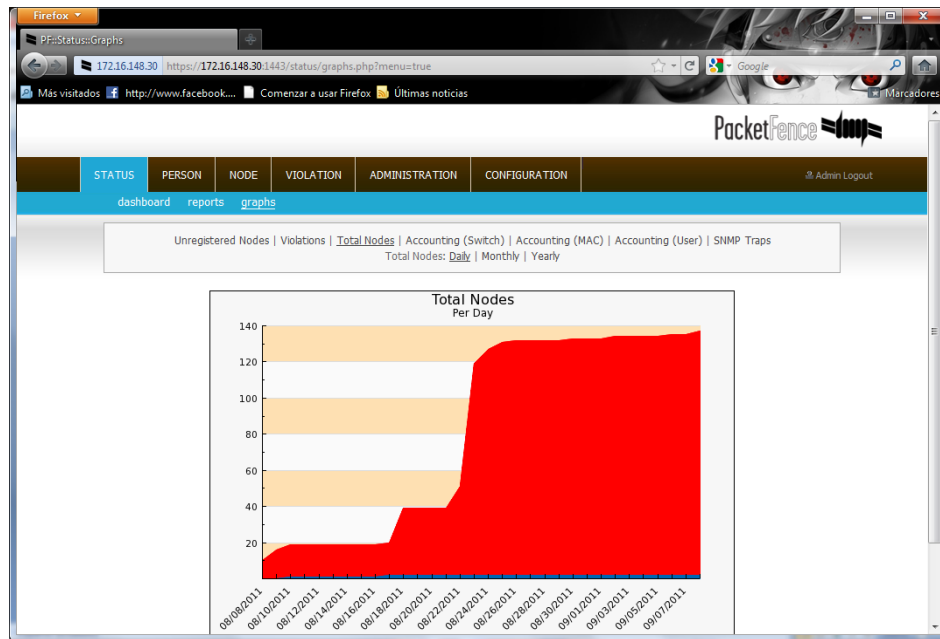 Firefox
PF::Status::Graphs
172.16.148.30 https://172.16.148.30:1443/status/graphs.php?menu=true
Google
Más visitados http://www.facebook.... Comenzar a usar Firefox Últimas noticias
Marcadores
PacketFence
STATUS PERSON NODE VIOLATION ADMINISTRATION CONFIGURATION
Admin Logout
dashboard reports graphs
Unregistered Nodes | Violations | Total Nodes | Accounting (Switch) | Accounting (MAC) | Accounting (User) | SNMP Traps
Total Nodes: Daily | Monthly | Yearly
Total Nodes
Per Day
140
120
100
80
60
40
20
08/08/2011 08/10/2011 08/12/2011 08/14/2011 08/16/2011 08/18/2011 08/20/2011 08/22/2011 08/24/2011 08/26/2011 08/28/2011 08/30/2011 09/01/2011 09/03/2011 09/05/2011 09/07/2011